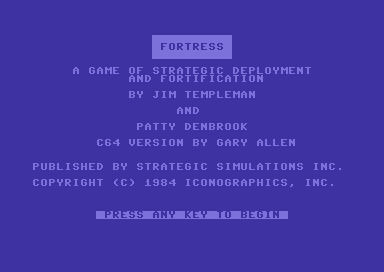 FORTRESS
A GAME OF STRATEGIC DEPLOYMENT
AND FORTIFICATION
BY JIM TEMPLEMAN
AND
PATTY DENBROOK
C64 VERSION BY GARY ALLEN
PUBLISHED BY STRATEGIC SIMULATIONS INC.
COPYRIGHT (C) 1984 ICONOGRAPHICS, INC.
PRESS ANY KEY TO BEGIN